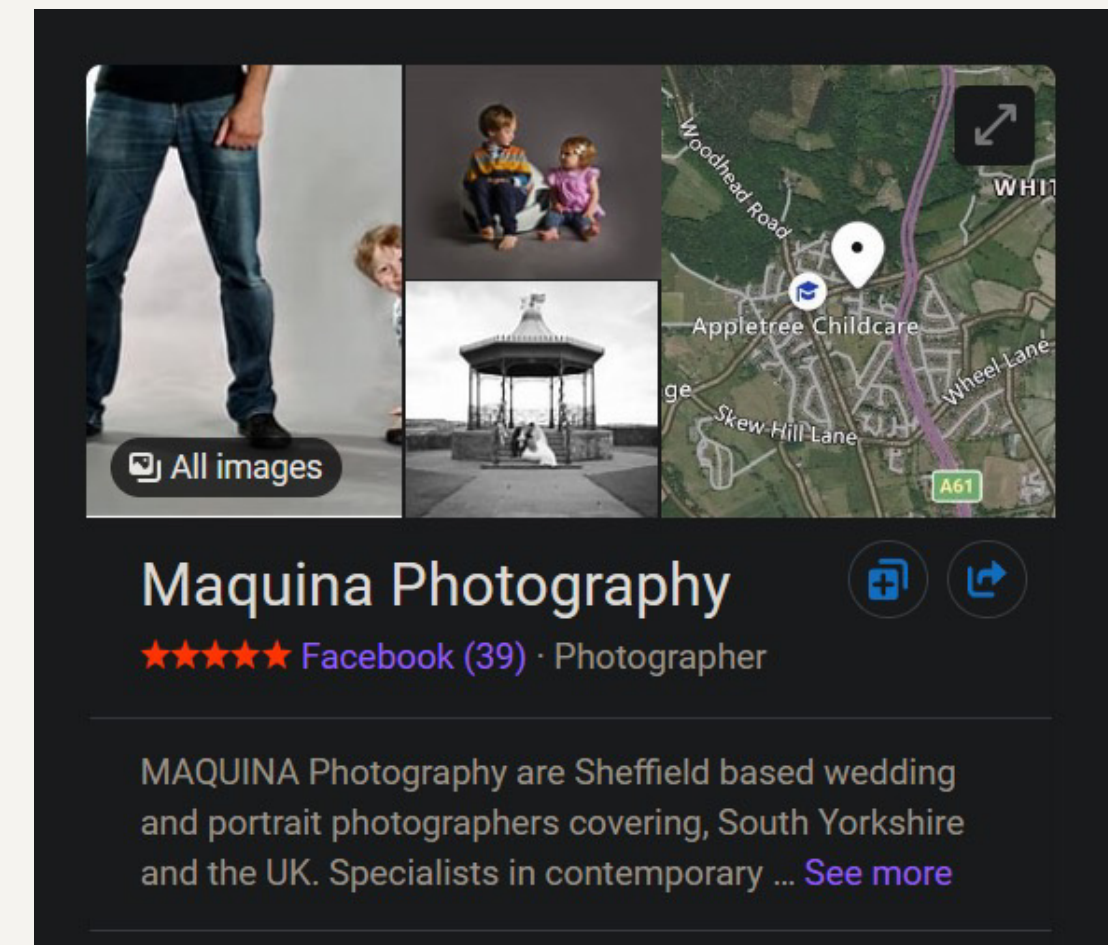 Woodhead Road
WHIT
Appletree Childcare
Wheel Lane
ge
Skew Hill Lane
A61
All images
Maquina Photography
★★★★★ Facebook (39) · Photographer
MAQUINA Photography are Sheffield based wedding
and portrait photographers covering, South Yorkshire
and the UK. Specialists in contemporary ... See more